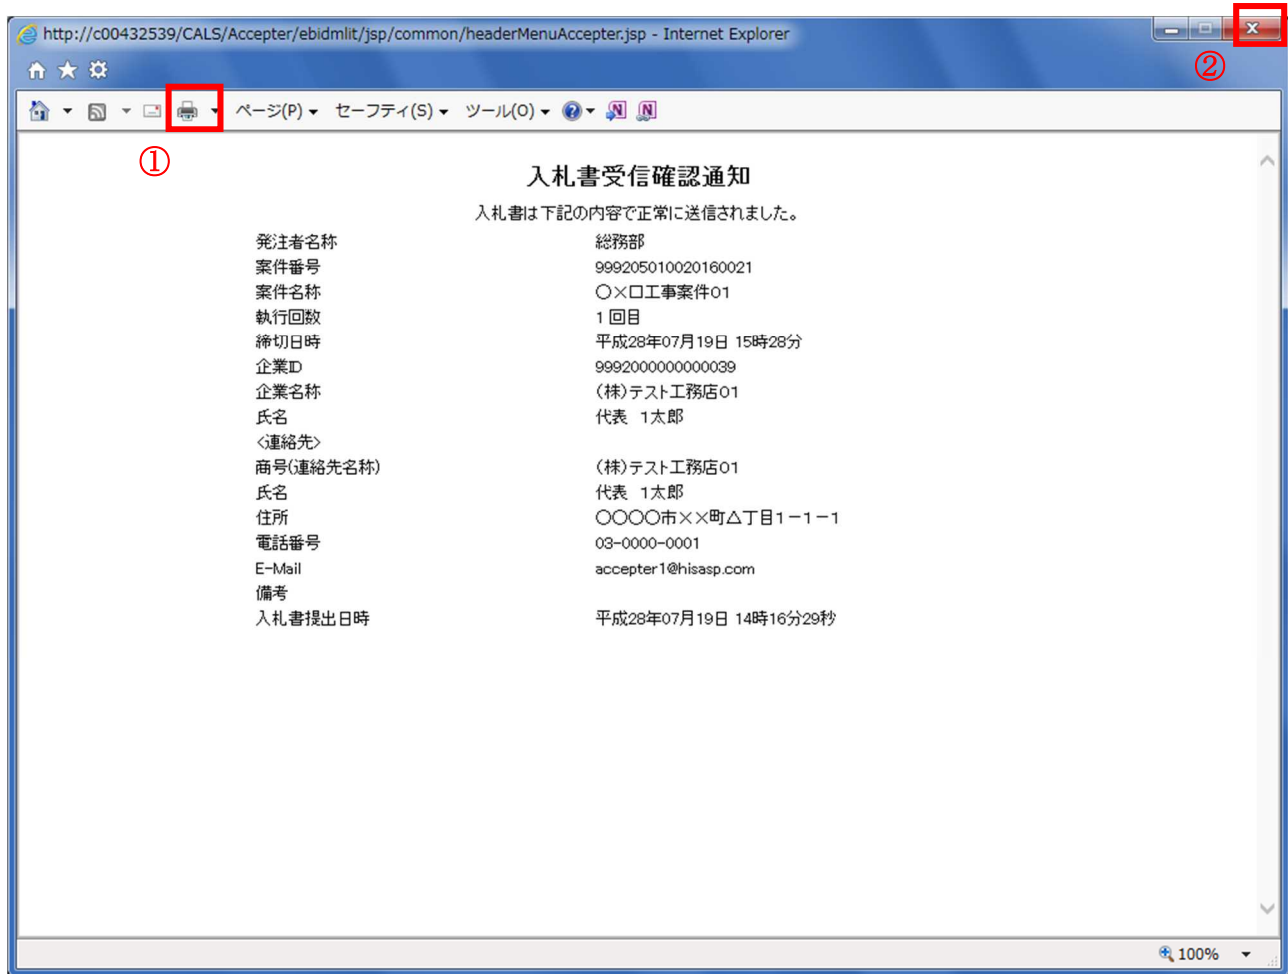 http://c00432539/CALS/Accepter/ebidmlit/jsp/common/headerMenuAccepter.jsp - Internet Explorer
②
ページ(P) セーフティ(S) ツール(O)
①
入札書受信確認通知
入札書は下記の内容で正常に送信されました。
発注者名称 総務部
案件番号 999205010020160021
案件名称 〇×口工事案件01
執行回数 1回目
締切日時 平成28年07月19日 15時28分
企業ID 9992000000000039
企業名称 (株)テスト工務店01
氏名 代表 1太郎
<連絡先>
商号(連絡先名称) (株)テスト工務店01
氏名 代表 1太郎
住所 〇〇〇〇市××町△丁目1-1-1
電話番号 03-0000-0001
E-Mail accepter1@hisasp.com
備考
入札書提出日時 平成28年07月19日 14時16分29秒
100%